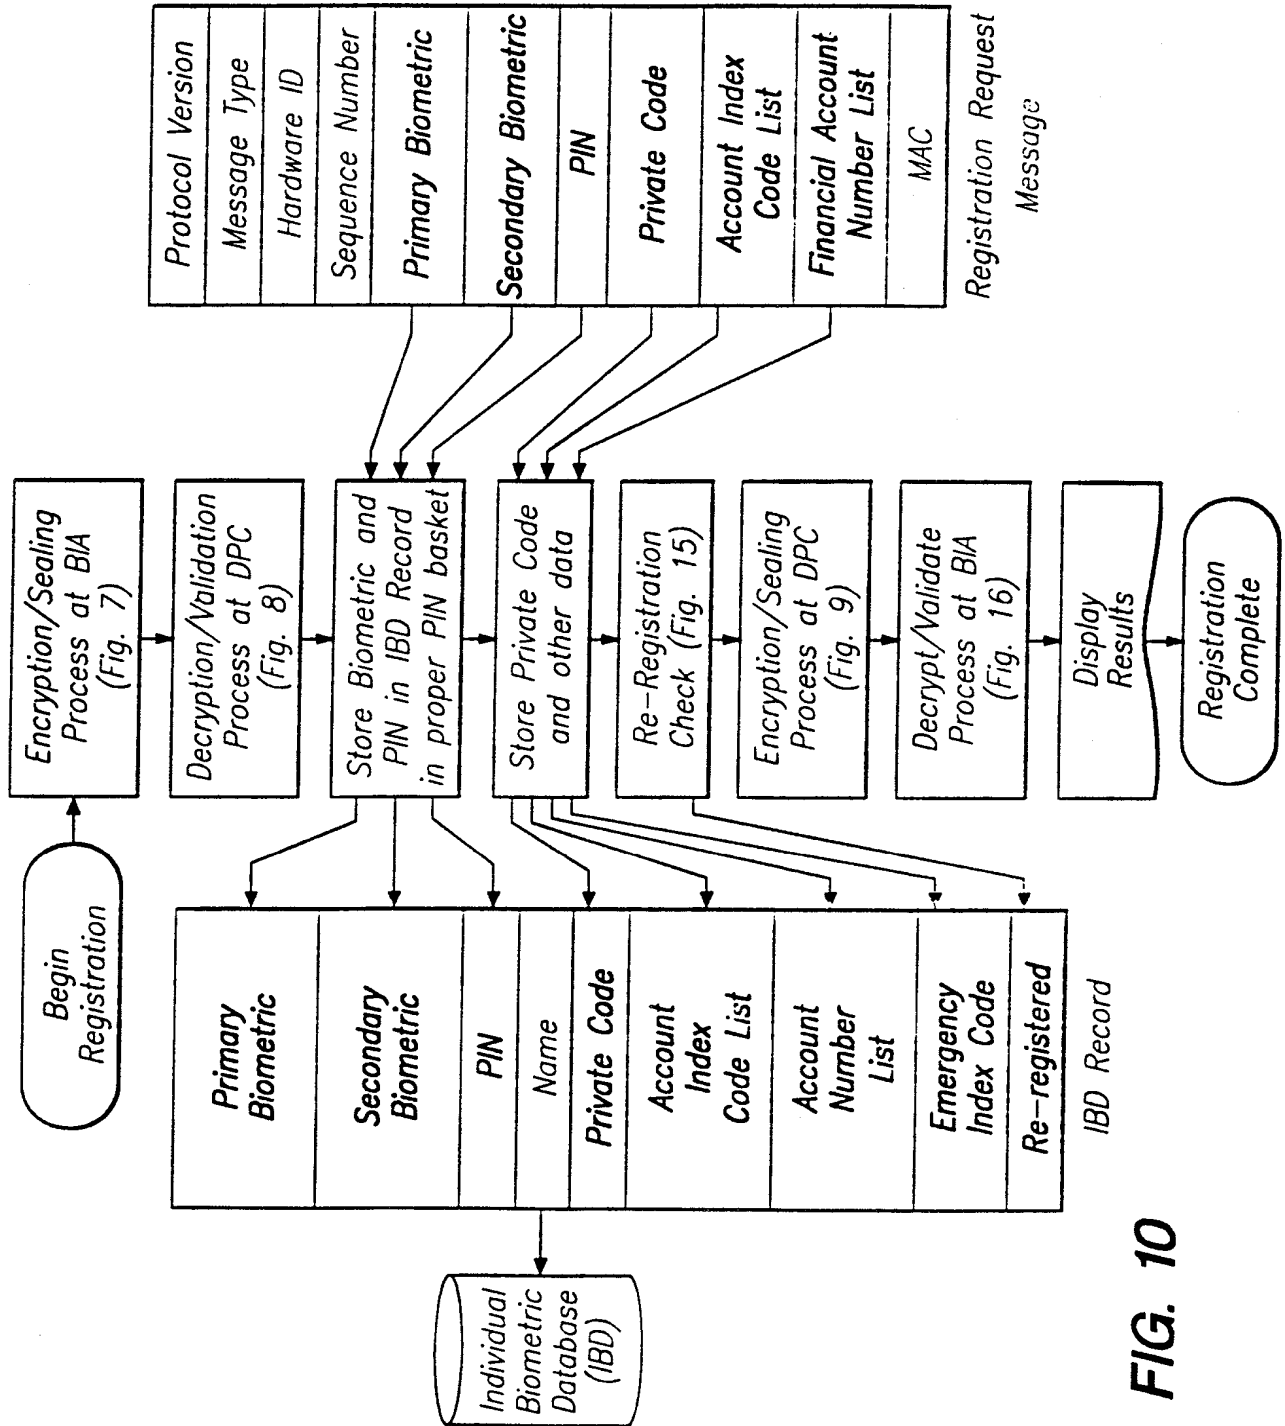 Begin
Registration
Encryption/Sealing
Process at BIA
(Fig. 7)
Decryption/Validation
Process at DPC
(Fig. 8)
Store Biometric and
PIN in IBD Record
in proper PIN basket
Store Private Code
and other data
Re-Registration
Check (Fig. 15)
Encryption/Sealing
Process at DPC
(Fig. 9)
Decrypt/Validate
Process at BIA
(Fig. 16)
Display
Results
Registration
Complete
Protocal Version
Message Type
Hardware ID
Sequence Number
Primary Biometric
Secondary Biometric
PIN
Private Code
Account Index
Code List
Financial Account
Number List
MAC
Registration Request
Message
Primary
Biometric
Secondary
Biometric
PIN
Name
Private Code
Account
Index
Code List
Account
Number
List
Emergency
Index Code
Re-registered
IBD Record
Individual
Biometric
Database
(IBD)
FIG. 10